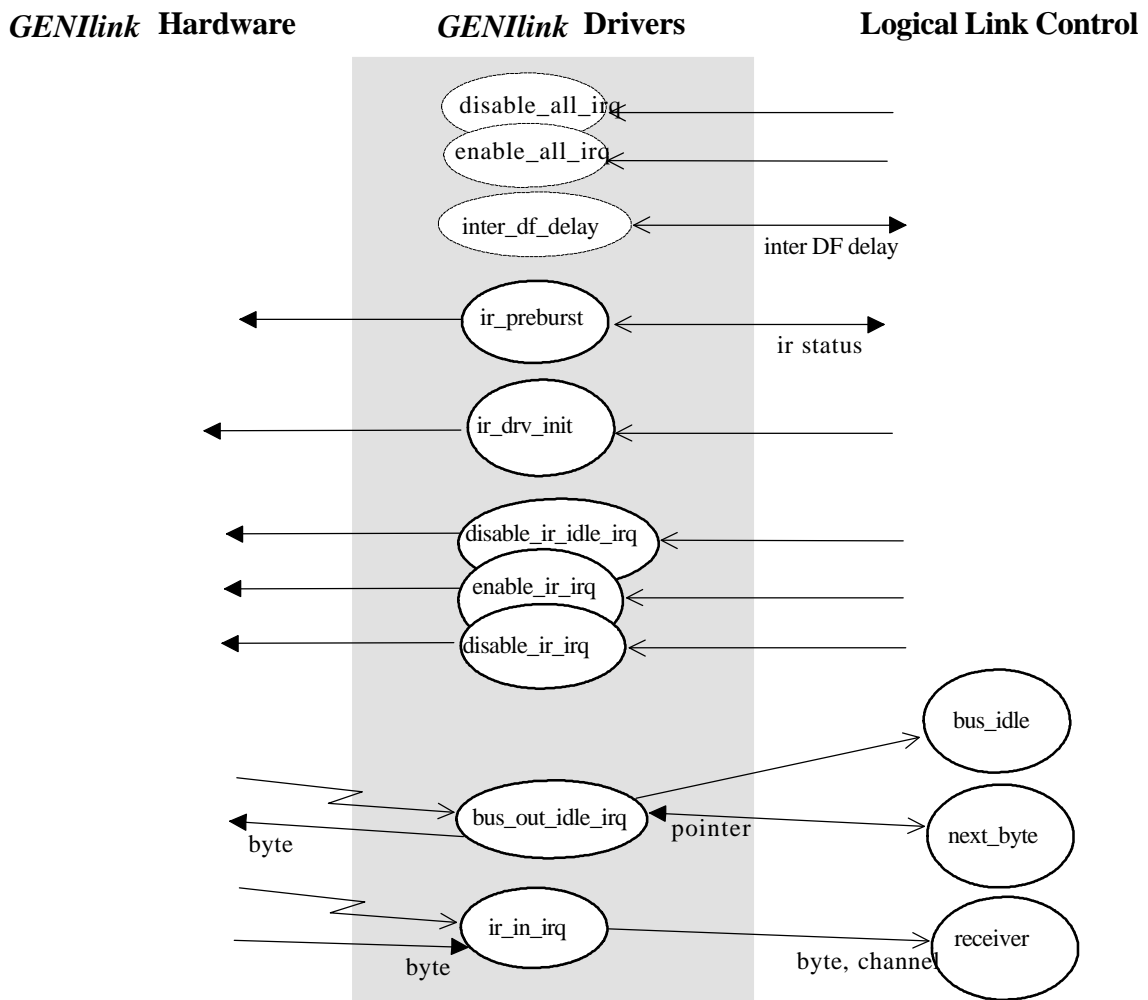 GENIlink Hardware GENIlink Drivers Logical Link Control
disable_all_irq
enable_all_irq
inter_df_delay
inter DF delay
ir_preburst
ir status
ir_drv_init
disable_ir_idle_irq
enable_ir_irq
disable_ir_irq
bus_idle
bus_out_idle_irq
byte
pointer
next_byte
ir_in_irq
byte
byte, channel
receiver